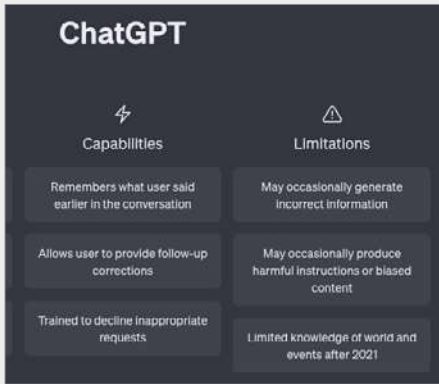 ChatGPT
Capabilities
Remembers what user said
earlier in the conversation
Allows user to provide follow-up
corrections
Trained to decline inappropriate
requests
Limitations
May occasionally generate
incorrect information
May occasionally produce
harmful instructions or biased
content
Limited knowledge of world and
events after 2021